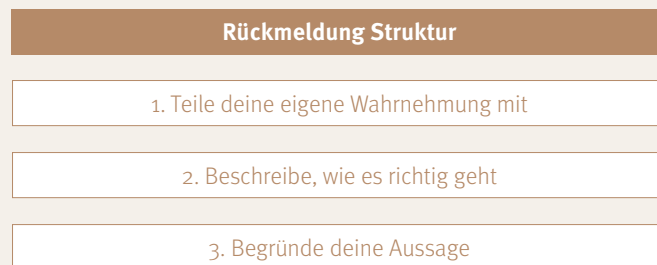 Rückmeldung Struktur
1. Teile deine eigene Wahrnehmung mit
2. Beschreibe, wie es richtig geht
3. Begründe deine Aussage